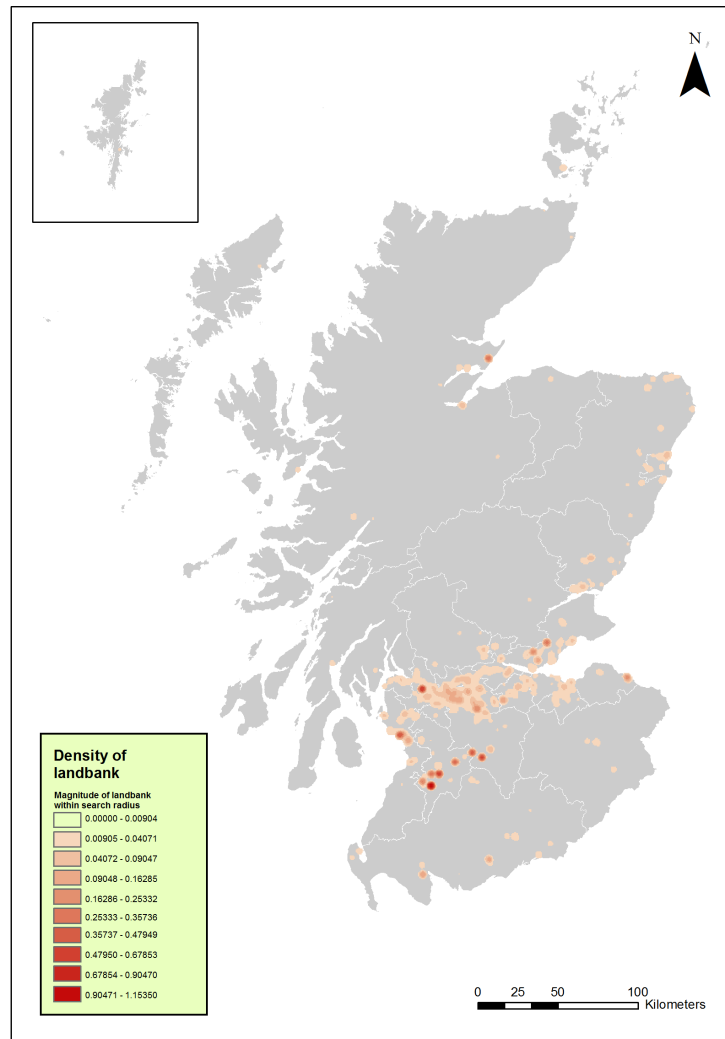 N
Density of
landbank
Magnitude of landbank
within search radius
0.00000 - 0.00904
0.00905 - 0.04071
0.04072 - 0.09047
0.09048 - 0.16285
0.16286 - 0.25332
0.25333 - 0.35736
0.35737 - 0.47949
0.47950 - 0.67853
0.67854 - 0.90470
0.90471 - 1.15350
0 25 50 100
Kilometers